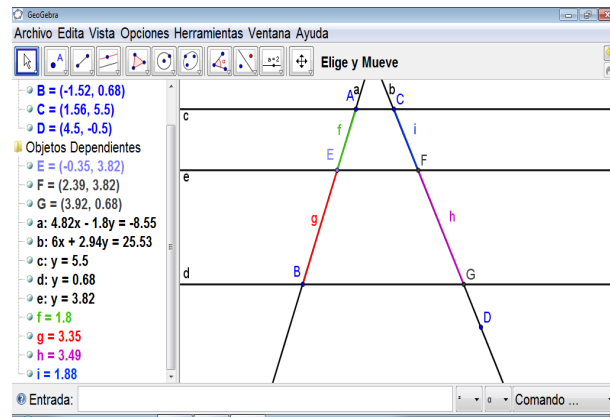 GeoGebra
Archivo Edita Vista Opciones Herramientas Ventana Ayuda
A
a=2
Elige y Mueve
B = (-1.52, 0.68)
C = (1.56, 5.5)
D = (4.5, -0.5)
Objetos Dependientes
E = (-0.35, 3.82)
F = (2.39, 3.82)
G = (3.92, 0.68)
a: 4.82x - 1.8y = -8.55
b: 6x + 2.94y = 25.53
c: y = 5.5
d: y = 0.68
e: y = 3.82
f = 1.8
g = 3.35
h = 3.49
i = 1.88
a b
A C
c
f i
E F
e
g h
B G
d
D
Entrada:
Comando ...